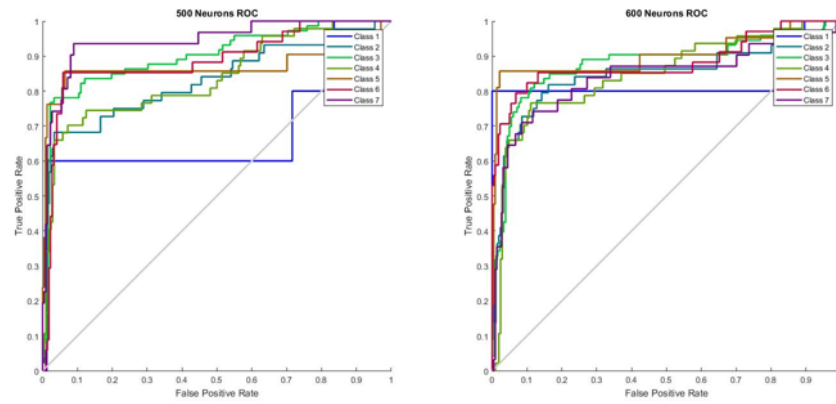 500 Neurons ROC
True Positive Rate
1
0.9
0.8
0.7
0.6
0.5
0.4
0.3
0.2
0.1
0
0 0.1 0.2 0.3 0.4 0.5 0.6 0.7 0.8 0.9 1
False Positive Rate
Class 1
Class 2
Class 3
Class 4
Class 5
Class 6
Class 7
600 Neurons ROC
True Positive Rate
1
0.9
0.8
0.7
0.6
0.5
0.4
0.3
0.2
0.1
0
0 0.1 0.2 0.3 0.4 0.5 0.6 0.7 0.8 0.9
False Positive Rate
Class 1
Class 2
Class 3
Class 4
Class 5
Class 6
Class 7